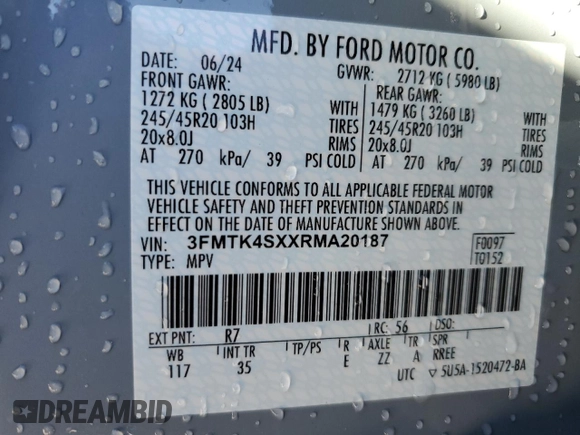 MFD. BY FORD MOTOR CO.
DATE: 06/24 GVWR: 2712 KG ( 5980 LB)
FRONT GAWR: REAR GAWR:
1272 KG ( 2805 LB) WITH 1479 KG ( 3260 LB) WITH
245/45R20 103H TIRES 245/45R20 103H TIRES
20x8.0J RIMS 20x8.0J RIMS
AT 270 kPa/ 39 PSI COLD AT 270 kPa/ 39 PSI COLD
THIS VEHICLE CONFORMS TO ALL APPLICABLE FEDERAL MOTOR
VEHICLE SAFETY AND THEFT PREVENTION STANDARDS IN
EFFECT ON THE DATE OF MANUFACTURE SHOWN ABOVE.
VIN: 3FMTK4SXXRMA20187 F0097
TYPE: MPV T0152
EXT PNT: R7 RC: 56 DSO:
WB INT TR TP/PS R AXLE TR SPR
117 35 E ZZ A RREE
UTC ▽5U5A-1520472-BA
DREAMBID